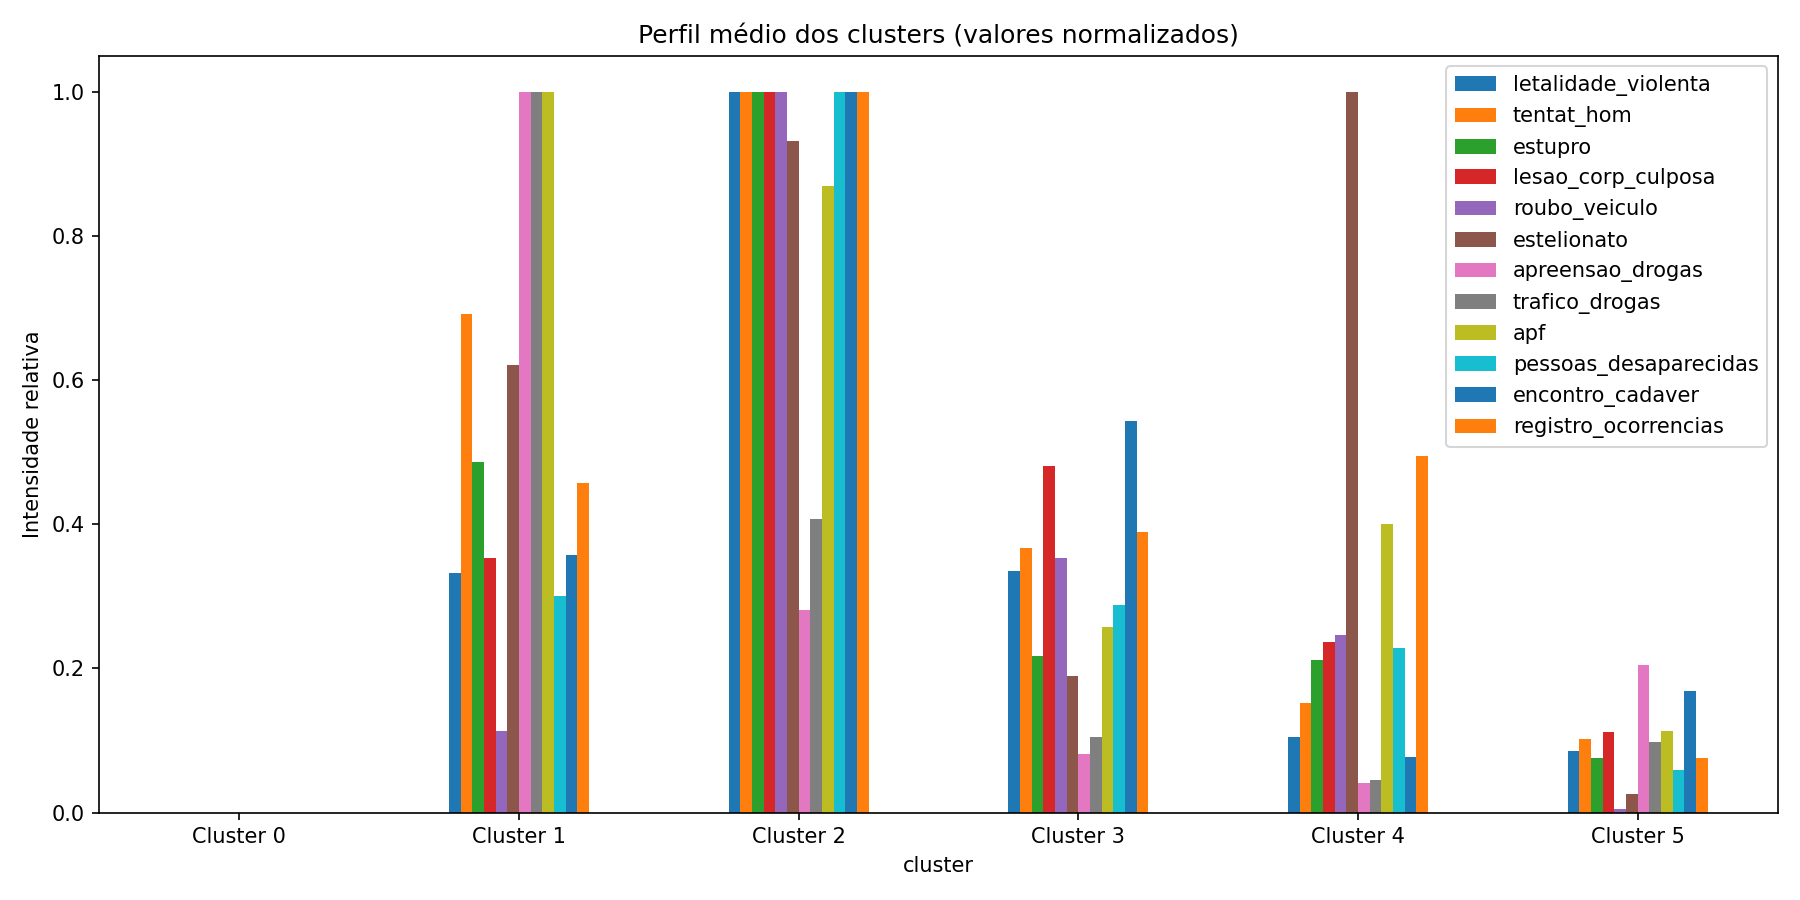 Perfil médio dos clusters (valores normalizados)
Intensidade relativa
1.0
0.8
0.6
0.4
0.2
0.0
letalidade_violenta
tentat_hom
estupro
lesao_corp_culposa
roubo_veiculo
estelionato
apreensao_drogas
trafico_drogas
apf
pessoas_desaparecidas
encontro_cadaver
registro_ocorrencias
Cluster 0 Cluster 1 Cluster 2 Cluster 3 Cluster 4 Cluster 5
cluster